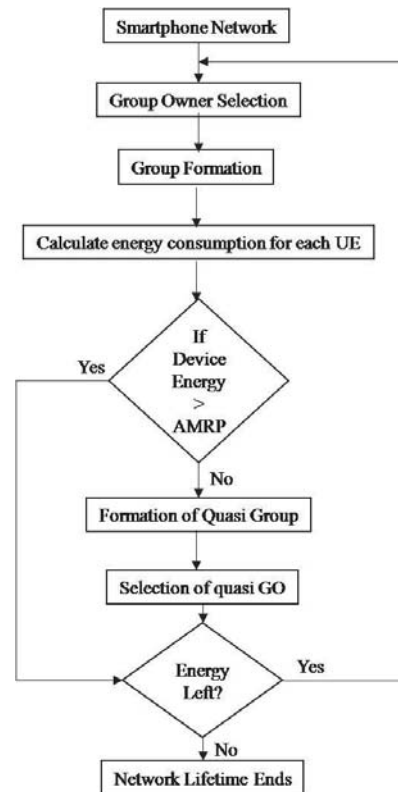 Smartphone Network
Group Owner Selection
Group Formation
Calculate energy consumption for each UE
If
Device
Energy
>
AMRP
Yes
No
Formation of Quasi Group
Selection of quasi GO
Energy
Left?
Yes
No
Network Lifetime Ends